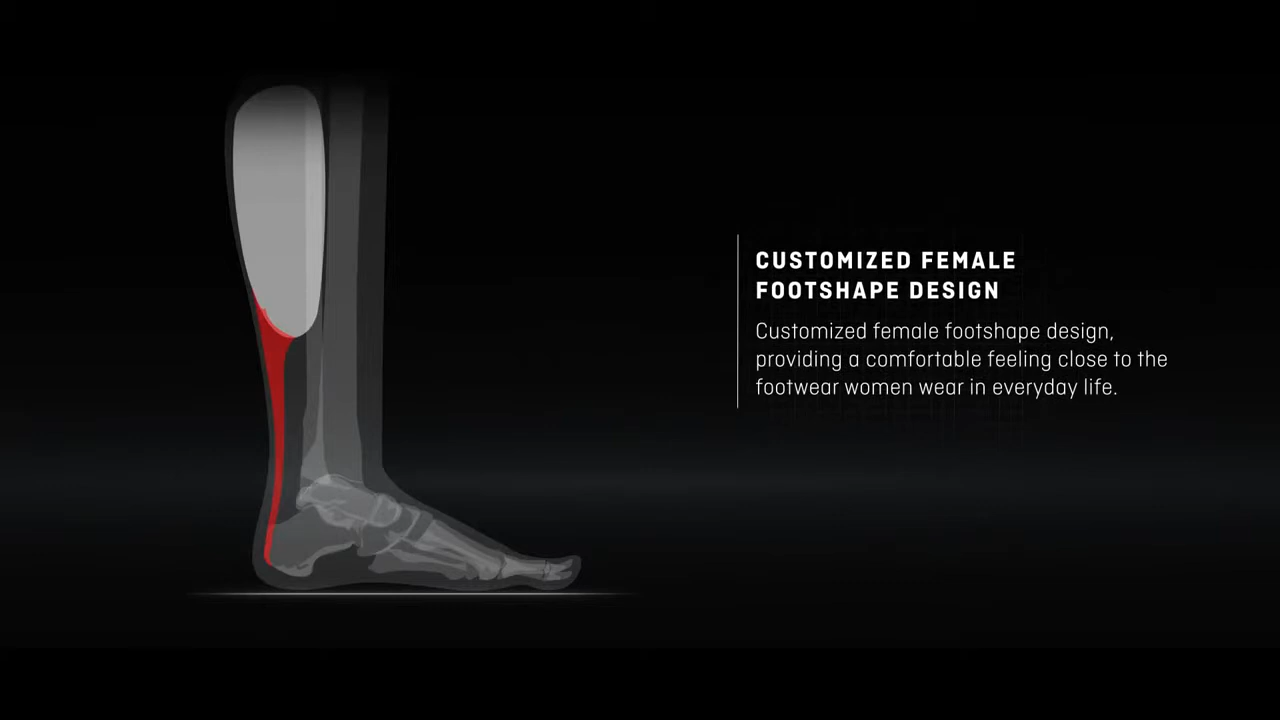 CUSTOMIZED FEMALE
FOOTSHAPE DESIGN
Customized female footshape design,
providing a comfortable feeling close to the
footwear women wear in everyday life.